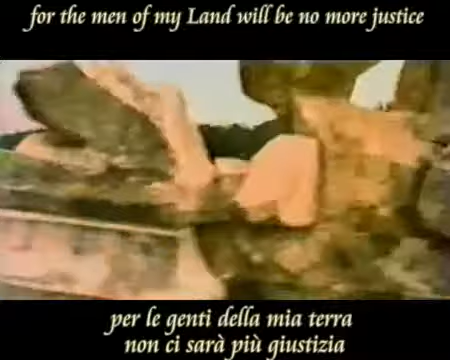 for the men of my Land will be no more justice
per le genti della mia terra
non ci sarà più giustizia